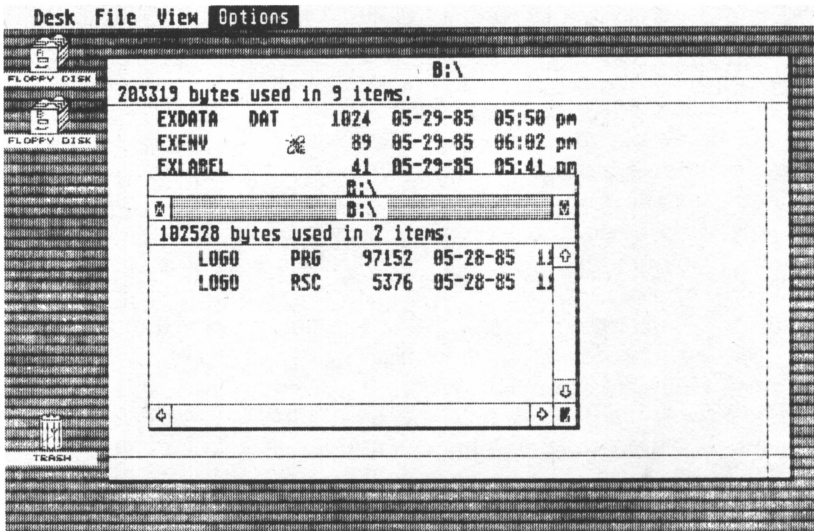 Desk File View Options
FLOPPY DISK
FLOPPY DISK
B:\
203319 bytes used in 9 items.
EXDATA DAT 1024 05-29-85 05:50 pm
EXENV 89 05-29-85 06:02 pm
EXLABEL 41 05-29-85 05:41 pm
B:\
B:\
102528 bytes used in 2 items.
LOGO PRG 97152 05-28-85 11
LOGO RSC 5376 05-28-85 11
TRASH